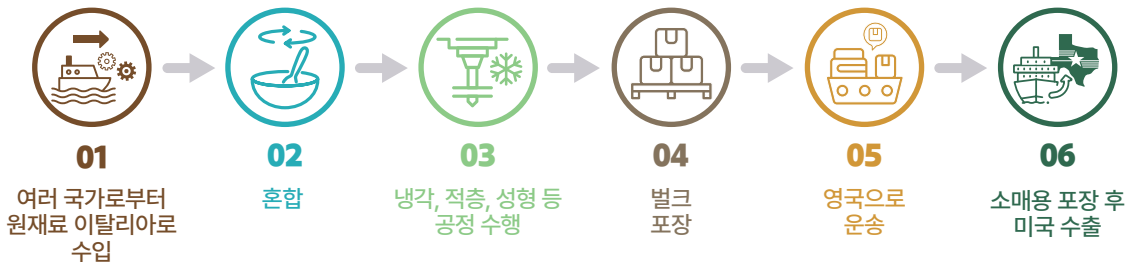 01
여러 국가로부터
원재료 이탈리아로
수입
02
혼합
03
냉각, 적층, 성형 등
공정 수행
04
벌크
포장
05
영국으로
운송
06
소매용 포장 후
미국 수출